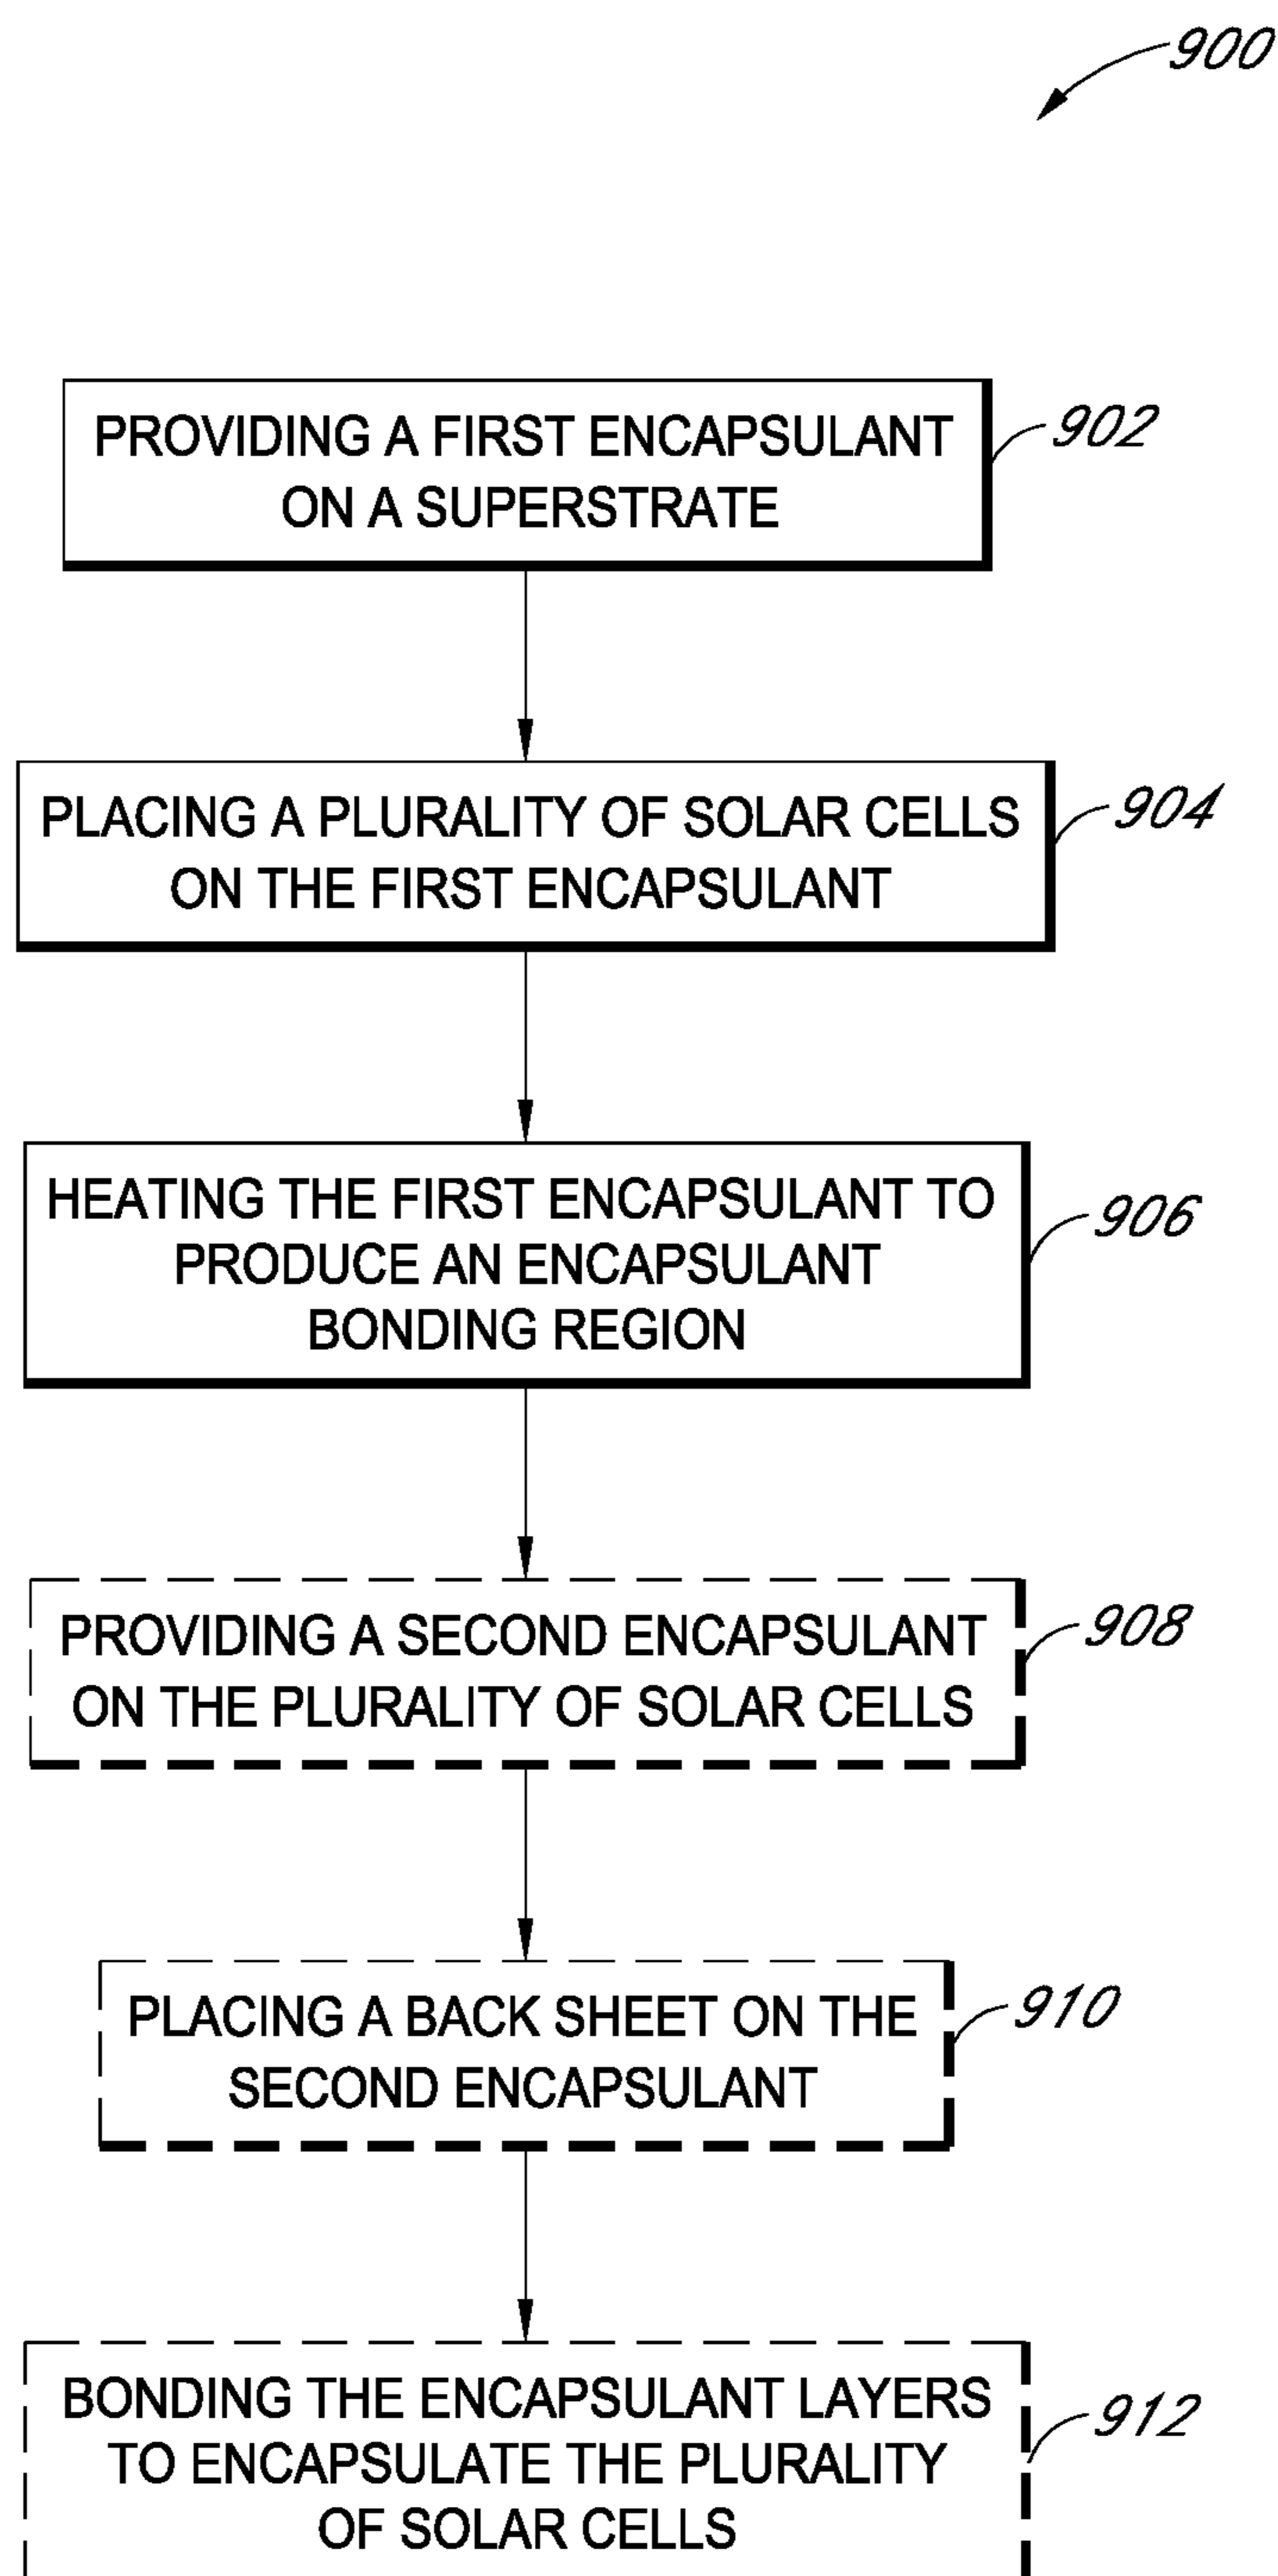 900
PROVIDING A FIRST ENCAPSULANT
ON A SUPERSTRATE
902
PLACING A PLURALITY OF SOLAR CELLS
ON THE FIRST ENCAPSULANT
904
HEATING THE FIRST ENCAPSULANT TO
PRODUCE AN ENCAPSULANT
BONDING REGION
906
PROVIDING A SECOND ENCAPSULANT
ON THE PLURALITY OF SOLAR CELLS
908
PLACING A BACK SHEET ON THE
SECOND ENCAPSULANT
910
BONDING THE ENCAPSULANT LAYERS
TO ENCAPSULATE THE PLURALITY
OF SOLAR CELLS
912